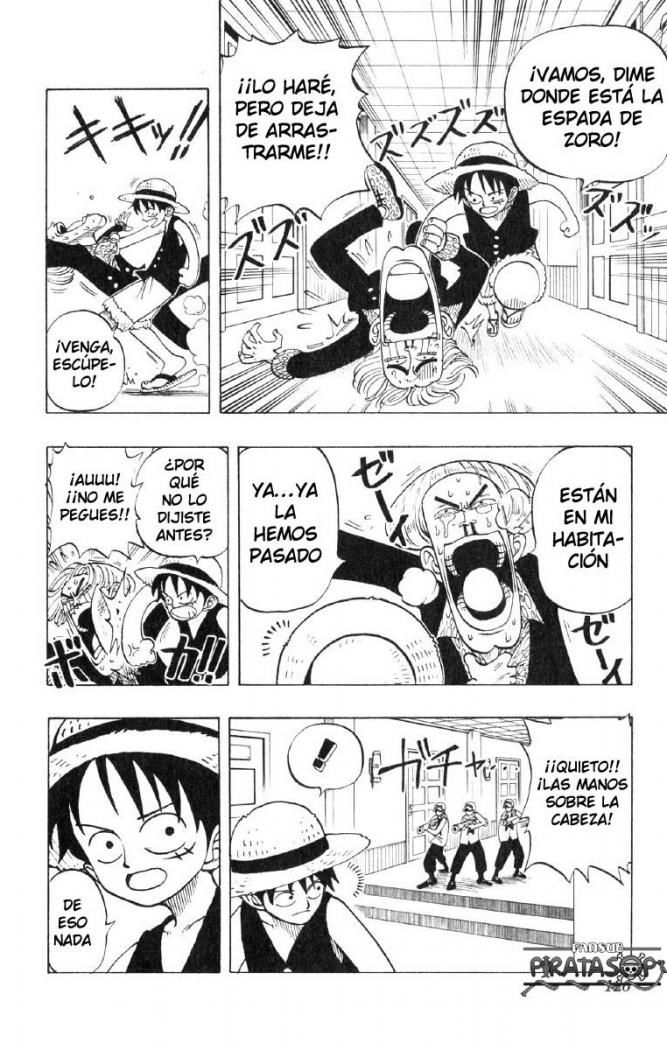 ¡VAMOS, DIME
DONDE ESTÁ LA
ESPADA DE
ZORO!
¡¡LO HARÉ,
PERO DEJA
DE ARRAS-
TRARME!!
ズズズズ
ズズ
ズズ
キキッ!!
¡VENGA,
ESCÚPE-
LO!
ESTÁN
EN MI
HABITA-
CIÓN
ゼーィ
ゼーィ
YA...YA
LA
HEMOS
PASADO
¿POR
QUÉ
NO LO
DIJISTE
ANTES?
¡AUUU!
¡¡NO ME
PEGUES!!
ボカ!!
¡¡QUIETO!!
¡LAS MANOS
SOBRE LA
CABEZA!
ガチャ...
!
DE
ESO
NADA
FANSUB
PIRATASOP
120